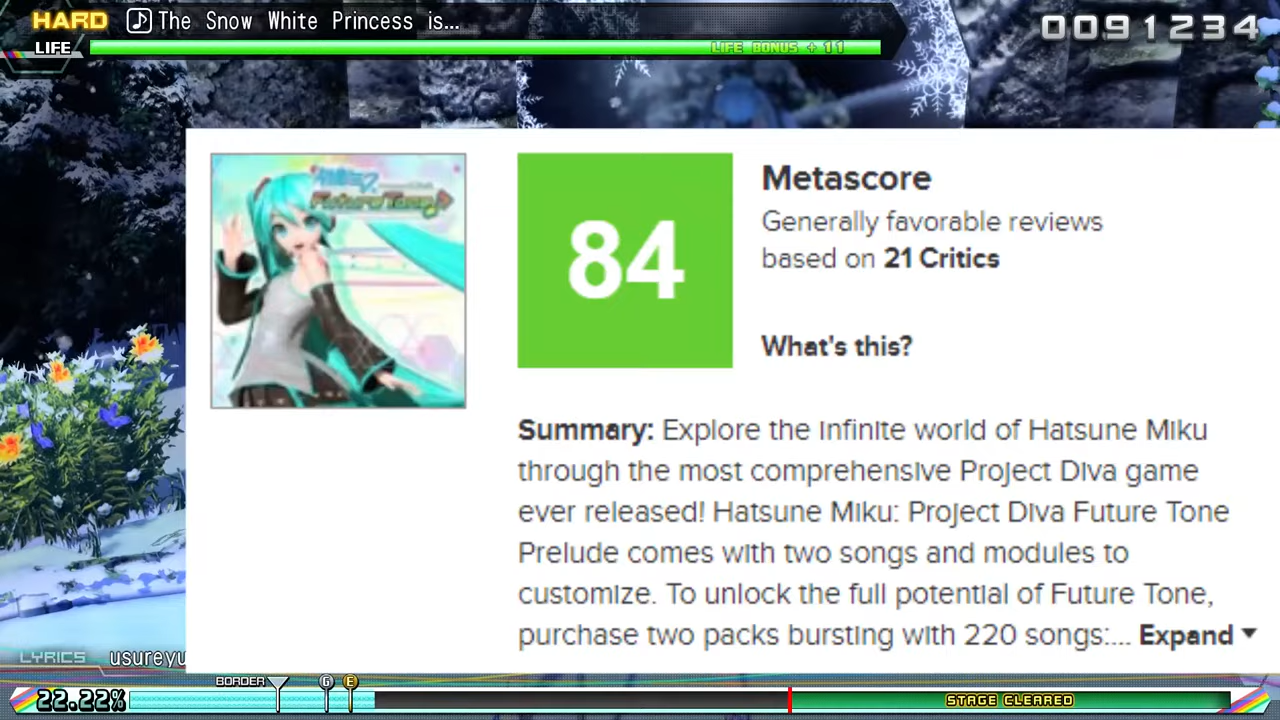 HARD
The Snow White Princess is...
0091234
LIFE
LIFE BONUS + 11
Future Tone
84
Metascore
Generally favorable reviews
based on 21 Critics
What's this?
Summary: Explore the infinite world of Hatsune Miku
through the most comprehensive Project Diva game
ever released! Hatsune Miku: Project Diva Future Tone
Prelude comes with two songs and modules to
customize. To unlock the full potential of Future Tone,
purchase two packs bursting with 220 songs:... Expand
LYRICS usureyu
BORDER G E
22.22%
STAGE CLEARED